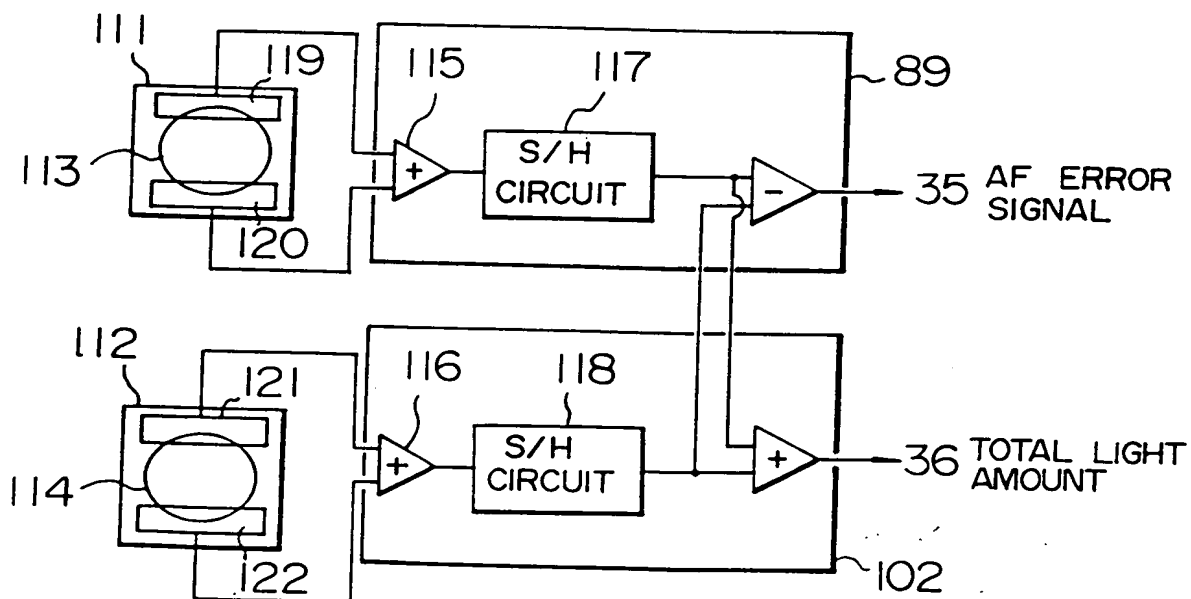 111
119
113
120
115
+
117
S/H
CIRCUIT
−
89
35 AF ERROR
SIGNAL
112
121
114
122
116
+
118
S/H
CIRCUIT
+
36 TOTAL LIGHT
AMOUNT
102